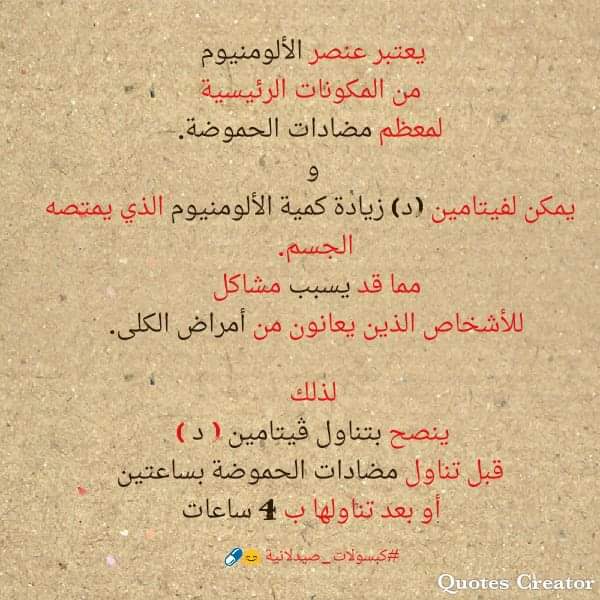 يعتبر عنصر الألومنيوم
من المكونات الرئيسية
لمعظم مضادات الحموضة.
و
يمكن لفيتامين (د) زيادة كمية الألومنيوم الذي يمتصه
الجسم.
مما قد يسبب مشاكل
للأشخاص الذين يعانون من أمراض الكلى.
لذلك
ينصح بتناول ڤيتامين ( د )
قبل تناول مضادات الحموضة بساعتين
أو بعد تناولها ب 4 ساعات
#كبسولات_صيدلانية 😊💊
Quotes Creator